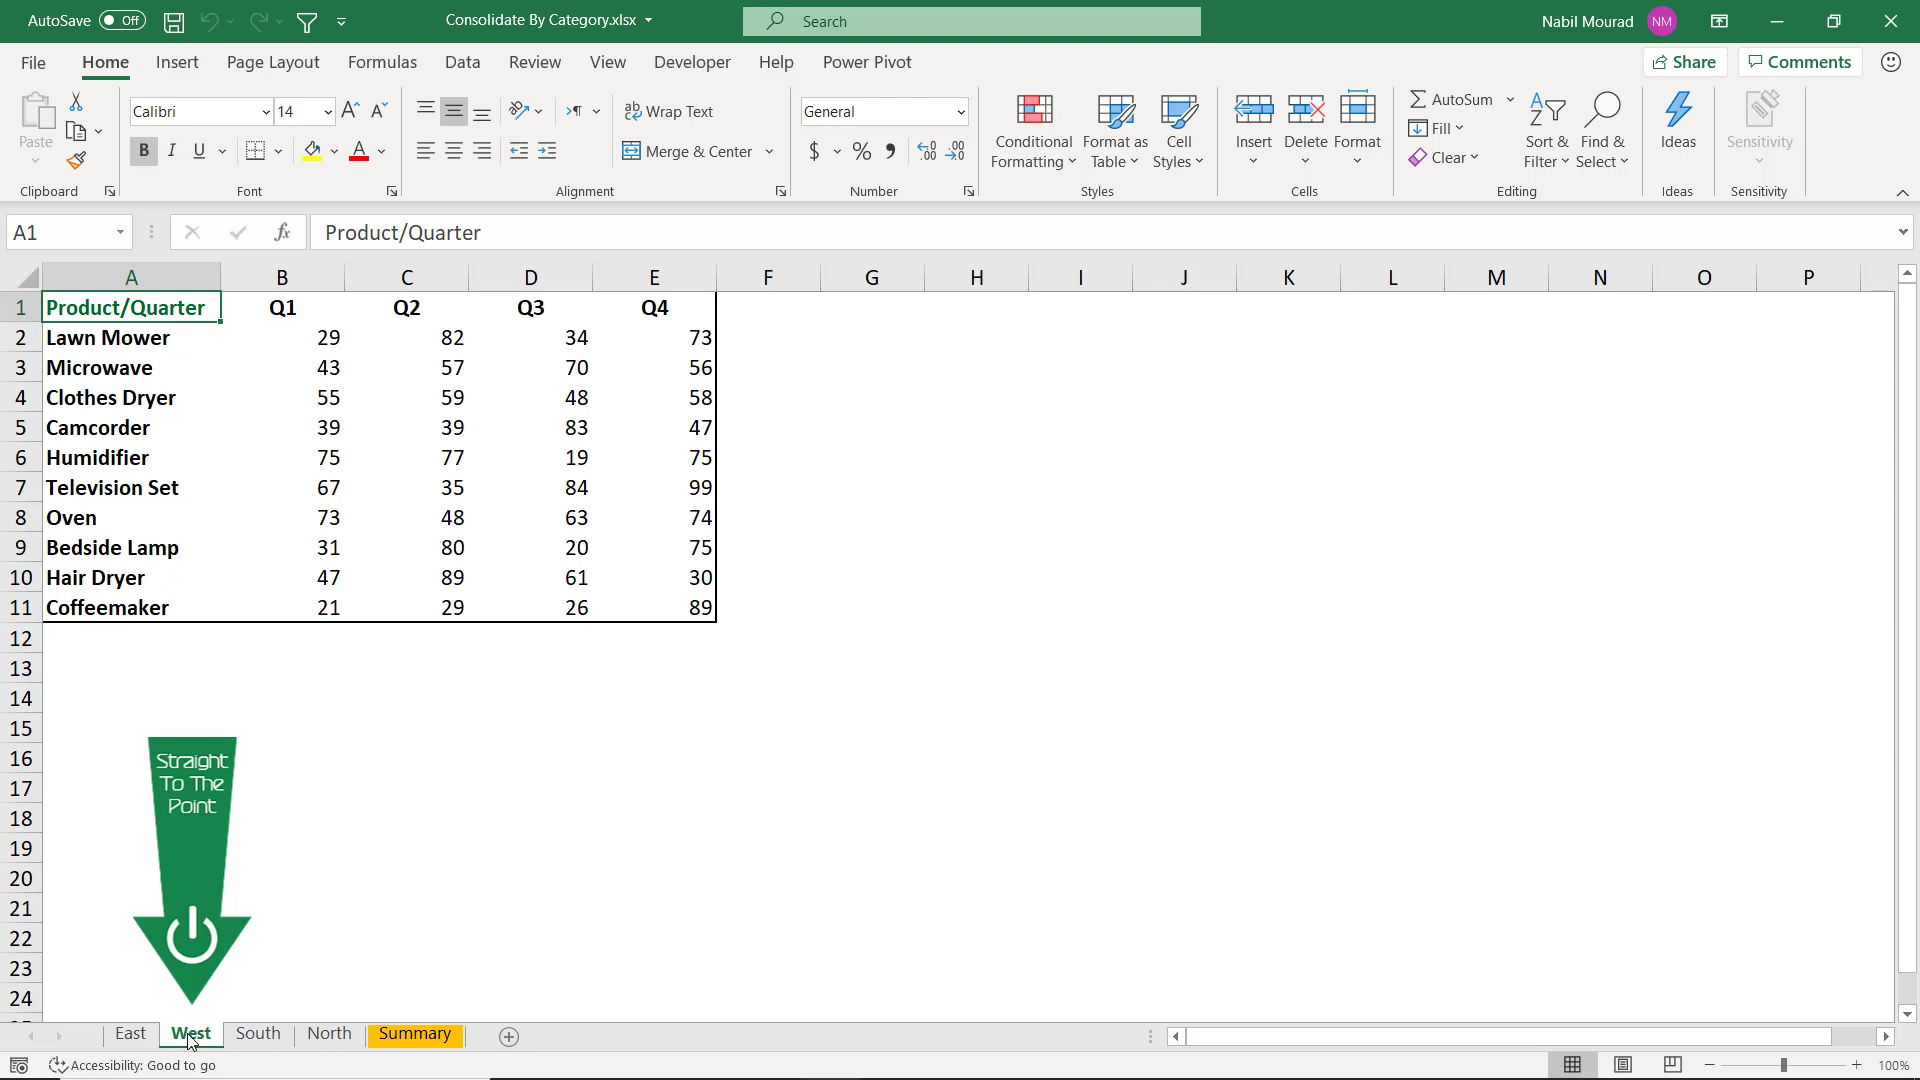 AutoSave Off Consolidate By Category.xlsx Search Nabil Mourad NM
File Home Insert Page Layout Formulas Data Review View Developer Help Power Pivot Share Comments
Paste
Clipboard
Calibri 14
B I U A
Font
Wrap Text
Merge & Center
Alignment
General
$ % 9
Number
Conditional Formatting
Format as Table
Cell Styles
Styles
Insert Delete Format
Cells
AutoSum
Fill
Clear
Sort & Filter
Find & Select
Editing
Ideas
Ideas
Sensitivity
Sensitivity
A1 fx Product/Quarter
A B C D E F G H I J K L M N O P
1 Product/Quarter Q1 Q2 Q3 Q4
2 Lawn Mower 29 82 34 73
3 Microwave 43 57 70 56
4 Clothes Dryer 55 59 48 58
5 Camcorder 39 39 83 47
6 Humidifier 75 77 19 75
7 Television Set 67 35 84 99
8 Oven 73 48 63 74
9 Bedside Lamp 31 80 20 75
10 Hair Dryer 47 89 61 30
11 Coffeemaker 21 29 26 89
12
13
14
15
16
17
18
19
20
21
22
23
24
Straight
To The
Point
East West South North Summary
Accessibility: Good to go 100%